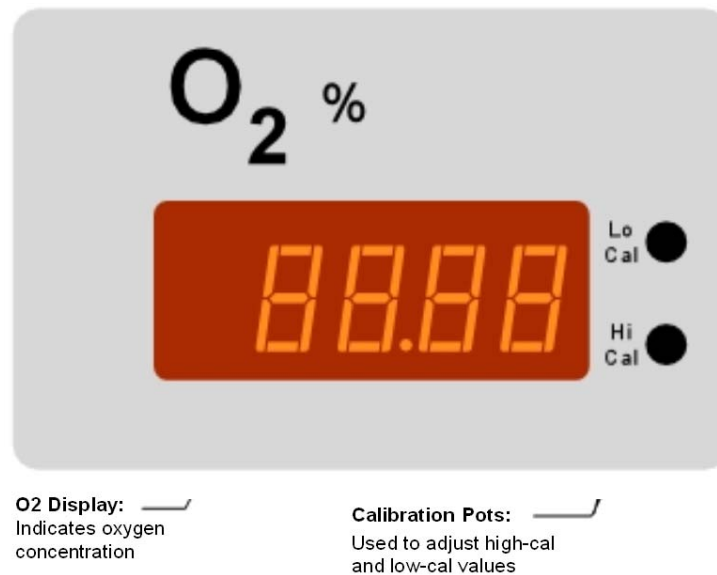 O2 %
88.88
Lo
Cal
Hi
Cal
O2 Display:
Indicates oxygen
concentration
Calibration Pots:
Used to adjust high-cal
and low-cal values